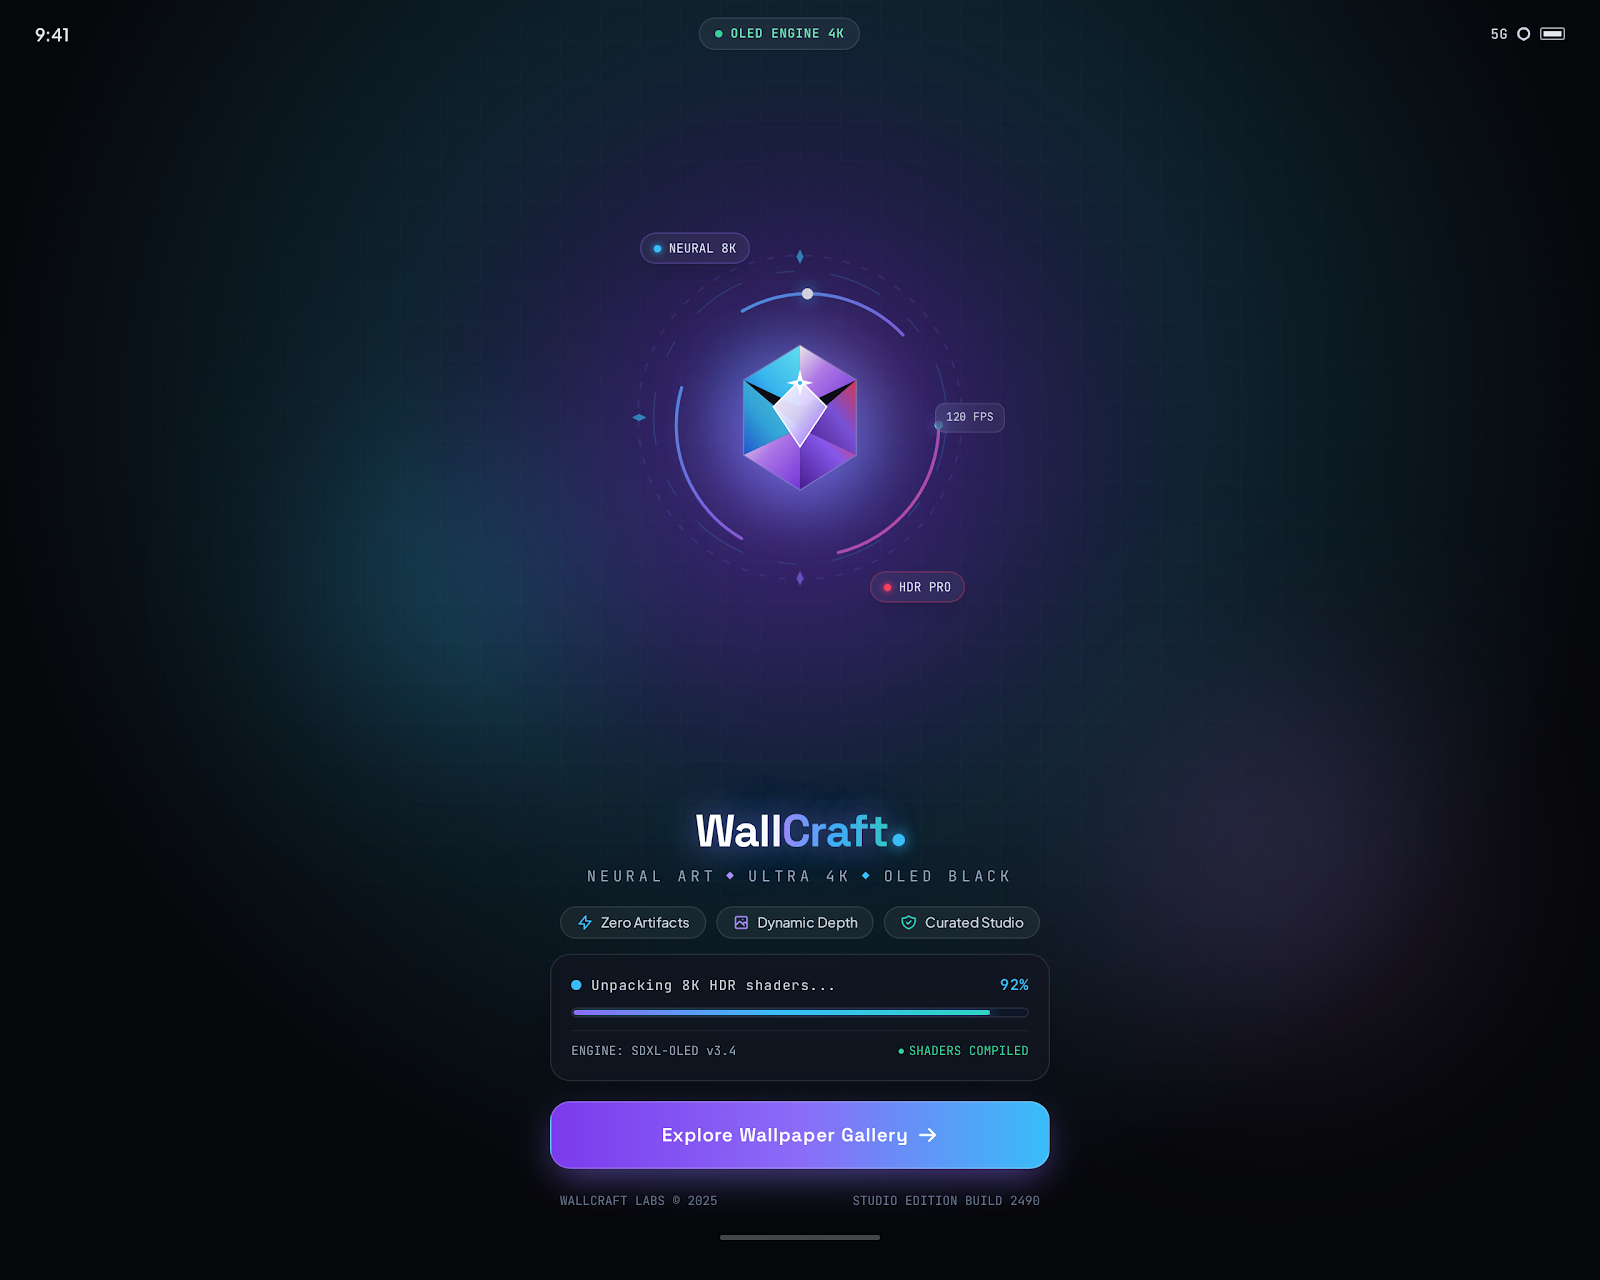 9:41
OLED ENGINE 4K
5G
NEURAL 8K
120 FPS
HDR PRO
WallCraft.
NEURAL ART ◆ ULTRA 4K ◆ OLED BLACK
Zero Artifacts
Dynamic Depth
Curated Studio
Unpacking 8K HDR shaders...
92%
ENGINE: SDXL-OLED v3.4
SHADERS COMPILED
Explore Wallpaper Gallery →
WALLCRAFT LABS © 2025
STUDIO EDITION BUILD 2490